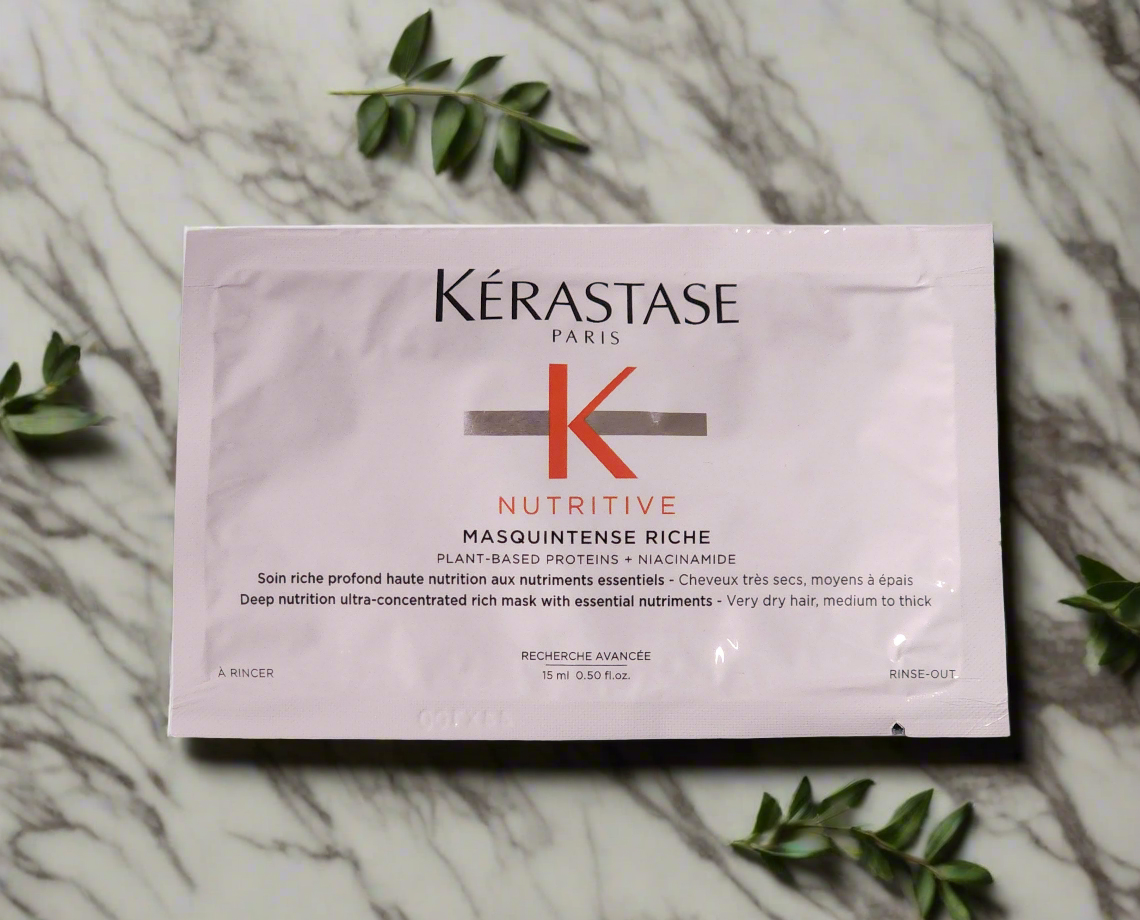 KÉRASTASE
PARIS
K
NUTRITIVE
MASQUINTENSE RICHE
PLANT-BASED PROTEINS + NIACINAMIDE
Soin riche profond haute nutrition aux nutriments essentiels - Cheveux très secs, moyens à épais
Deep nutrition ultra-concentrated rich mask with essential nutriments - Very dry hair, medium to thick
RECHERCHE AVANCÉE
À RINCER
15 ml 0.50 fl.oz.
RINSE-OUT